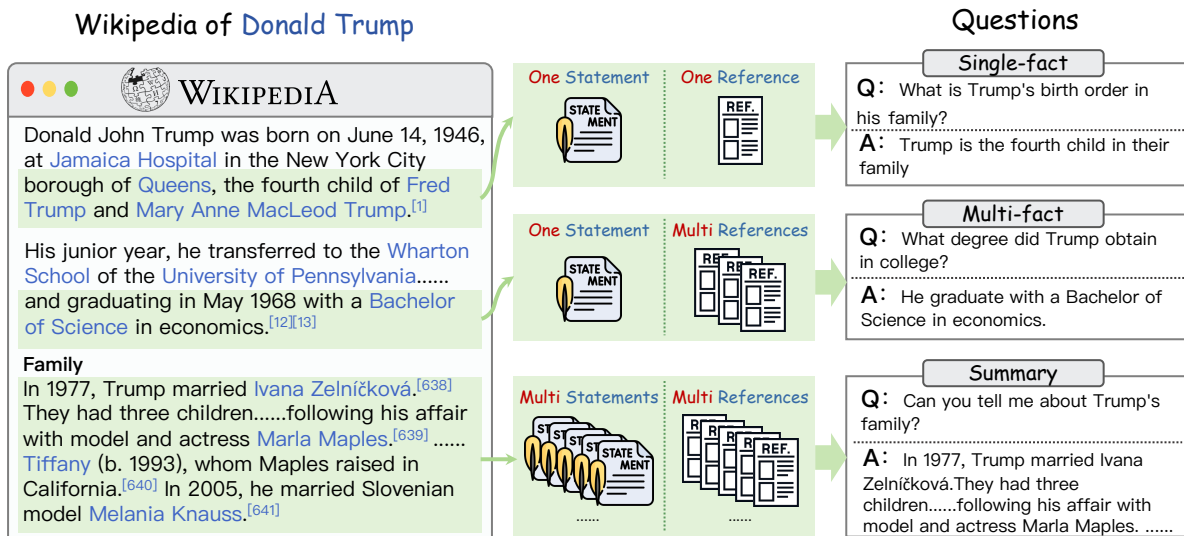 Wikipedia of Donald Trump
WIKIPEDIA
Donald John Trump was born on June 14, 1946,
at Jamaica Hospital in the New York City
borough of Queens, the fourth child of Fred
Trump and Mary Anne MacLeod Trump.[1]
His junior year, he transferred to the Wharton
School of the University of Pennsylvania......
and graduating in May 1968 with a Bachelor
of Science in economics.[12][13]
Family
In 1977, Trump married Ivana Zelníčková.[638]
They had three children......following his affair
with model and actress Marla Maples.[639] ......
Tiffany (b. 1993), whom Maples raised in
California.[640] In 2005, he married Slovenian
model Melania Knauss.[641]
One Statement
STATE
MENT
One Reference
REF.
One Statement
STATE
MENT
Multi References
REF.
REF.
REF.
Multi Statements
STATE
MENT
......
Multi References
REF.
......
Questions
Single-fact
Q: What is Trump's birth order in
his family?
A: Trump is the fourth child in their
family
Multi-fact
Q: What degree did Trump obtain
in college?
A: He graduate with a Bachelor of
Science in economics.
Summary
Q: Can you tell me about Trump's
family?
A: In 1977, Trump married Ivana
Zelníčková.They had three
children......following his affair with
model and actress Marla Maples. ......